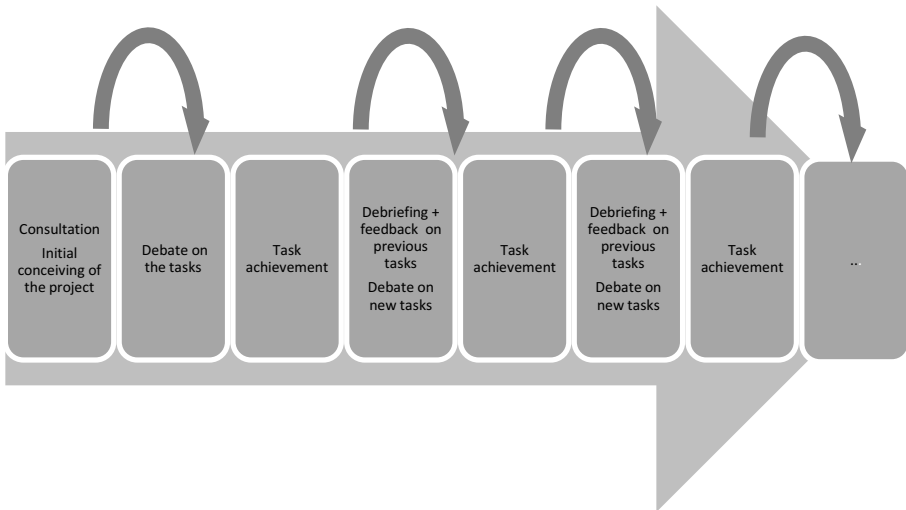 Consultation
Initial
conceiving of
the project
Debate on
the tasks
Task
achievement
Debriefing +
feedback on
previous
tasks
Debate on
new tasks
Task
achievement
Debriefing +
feedback on
previous
tasks
Debate on
new tasks
Task
achievement
...